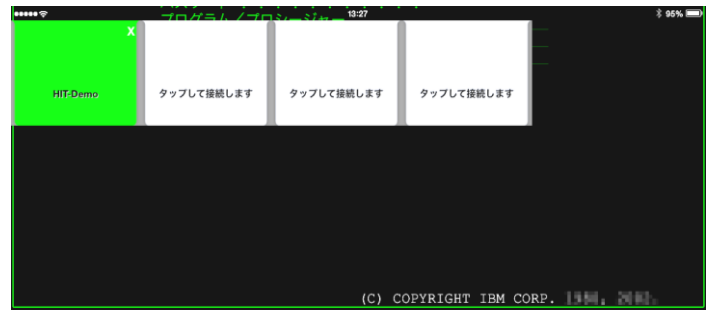 13:27
95%
プログラム／プロシージャー
X
HIT-Demo
タップして接続します
タップして接続します
タップして接続します
(C) COPYRIGHT IBM CORP.